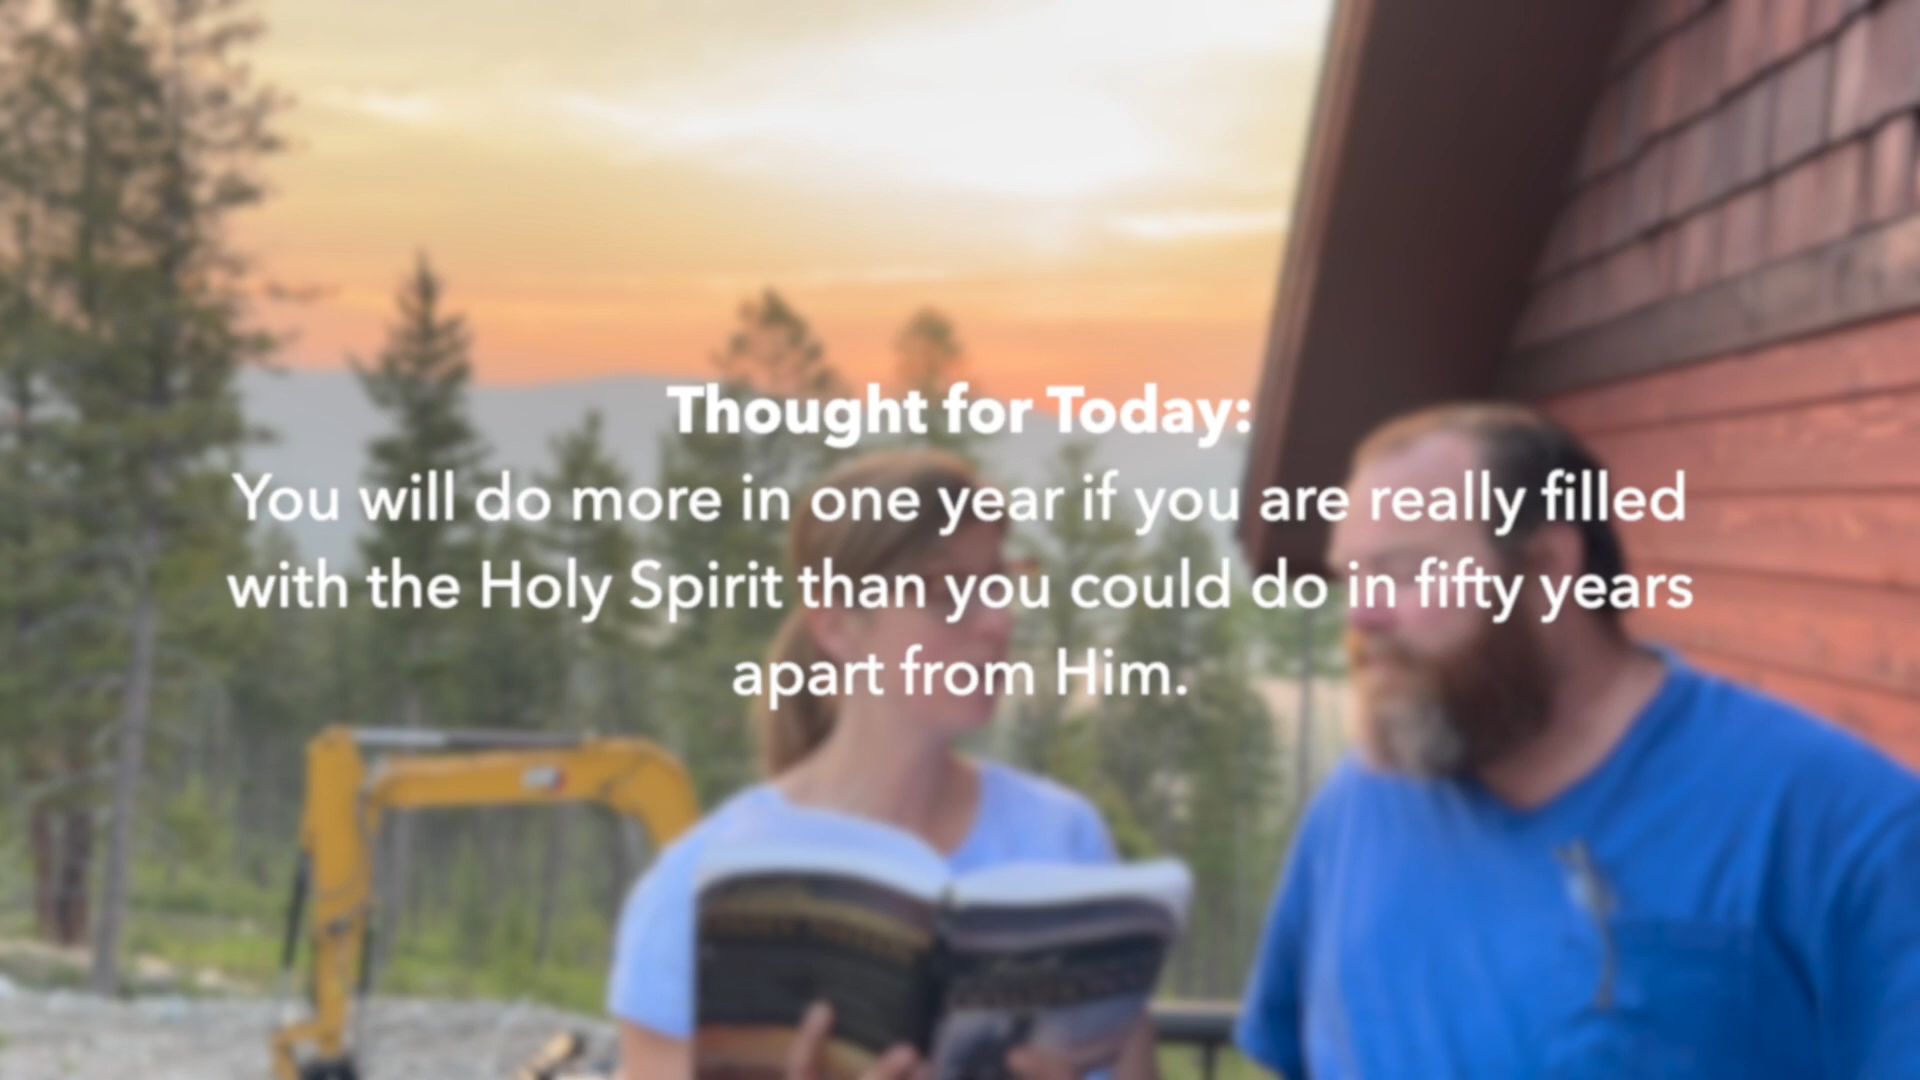 Thought for Today:
You will do more in one year if you are really filled
with the Holy Spirit than you could do in fifty years
apart from Him.